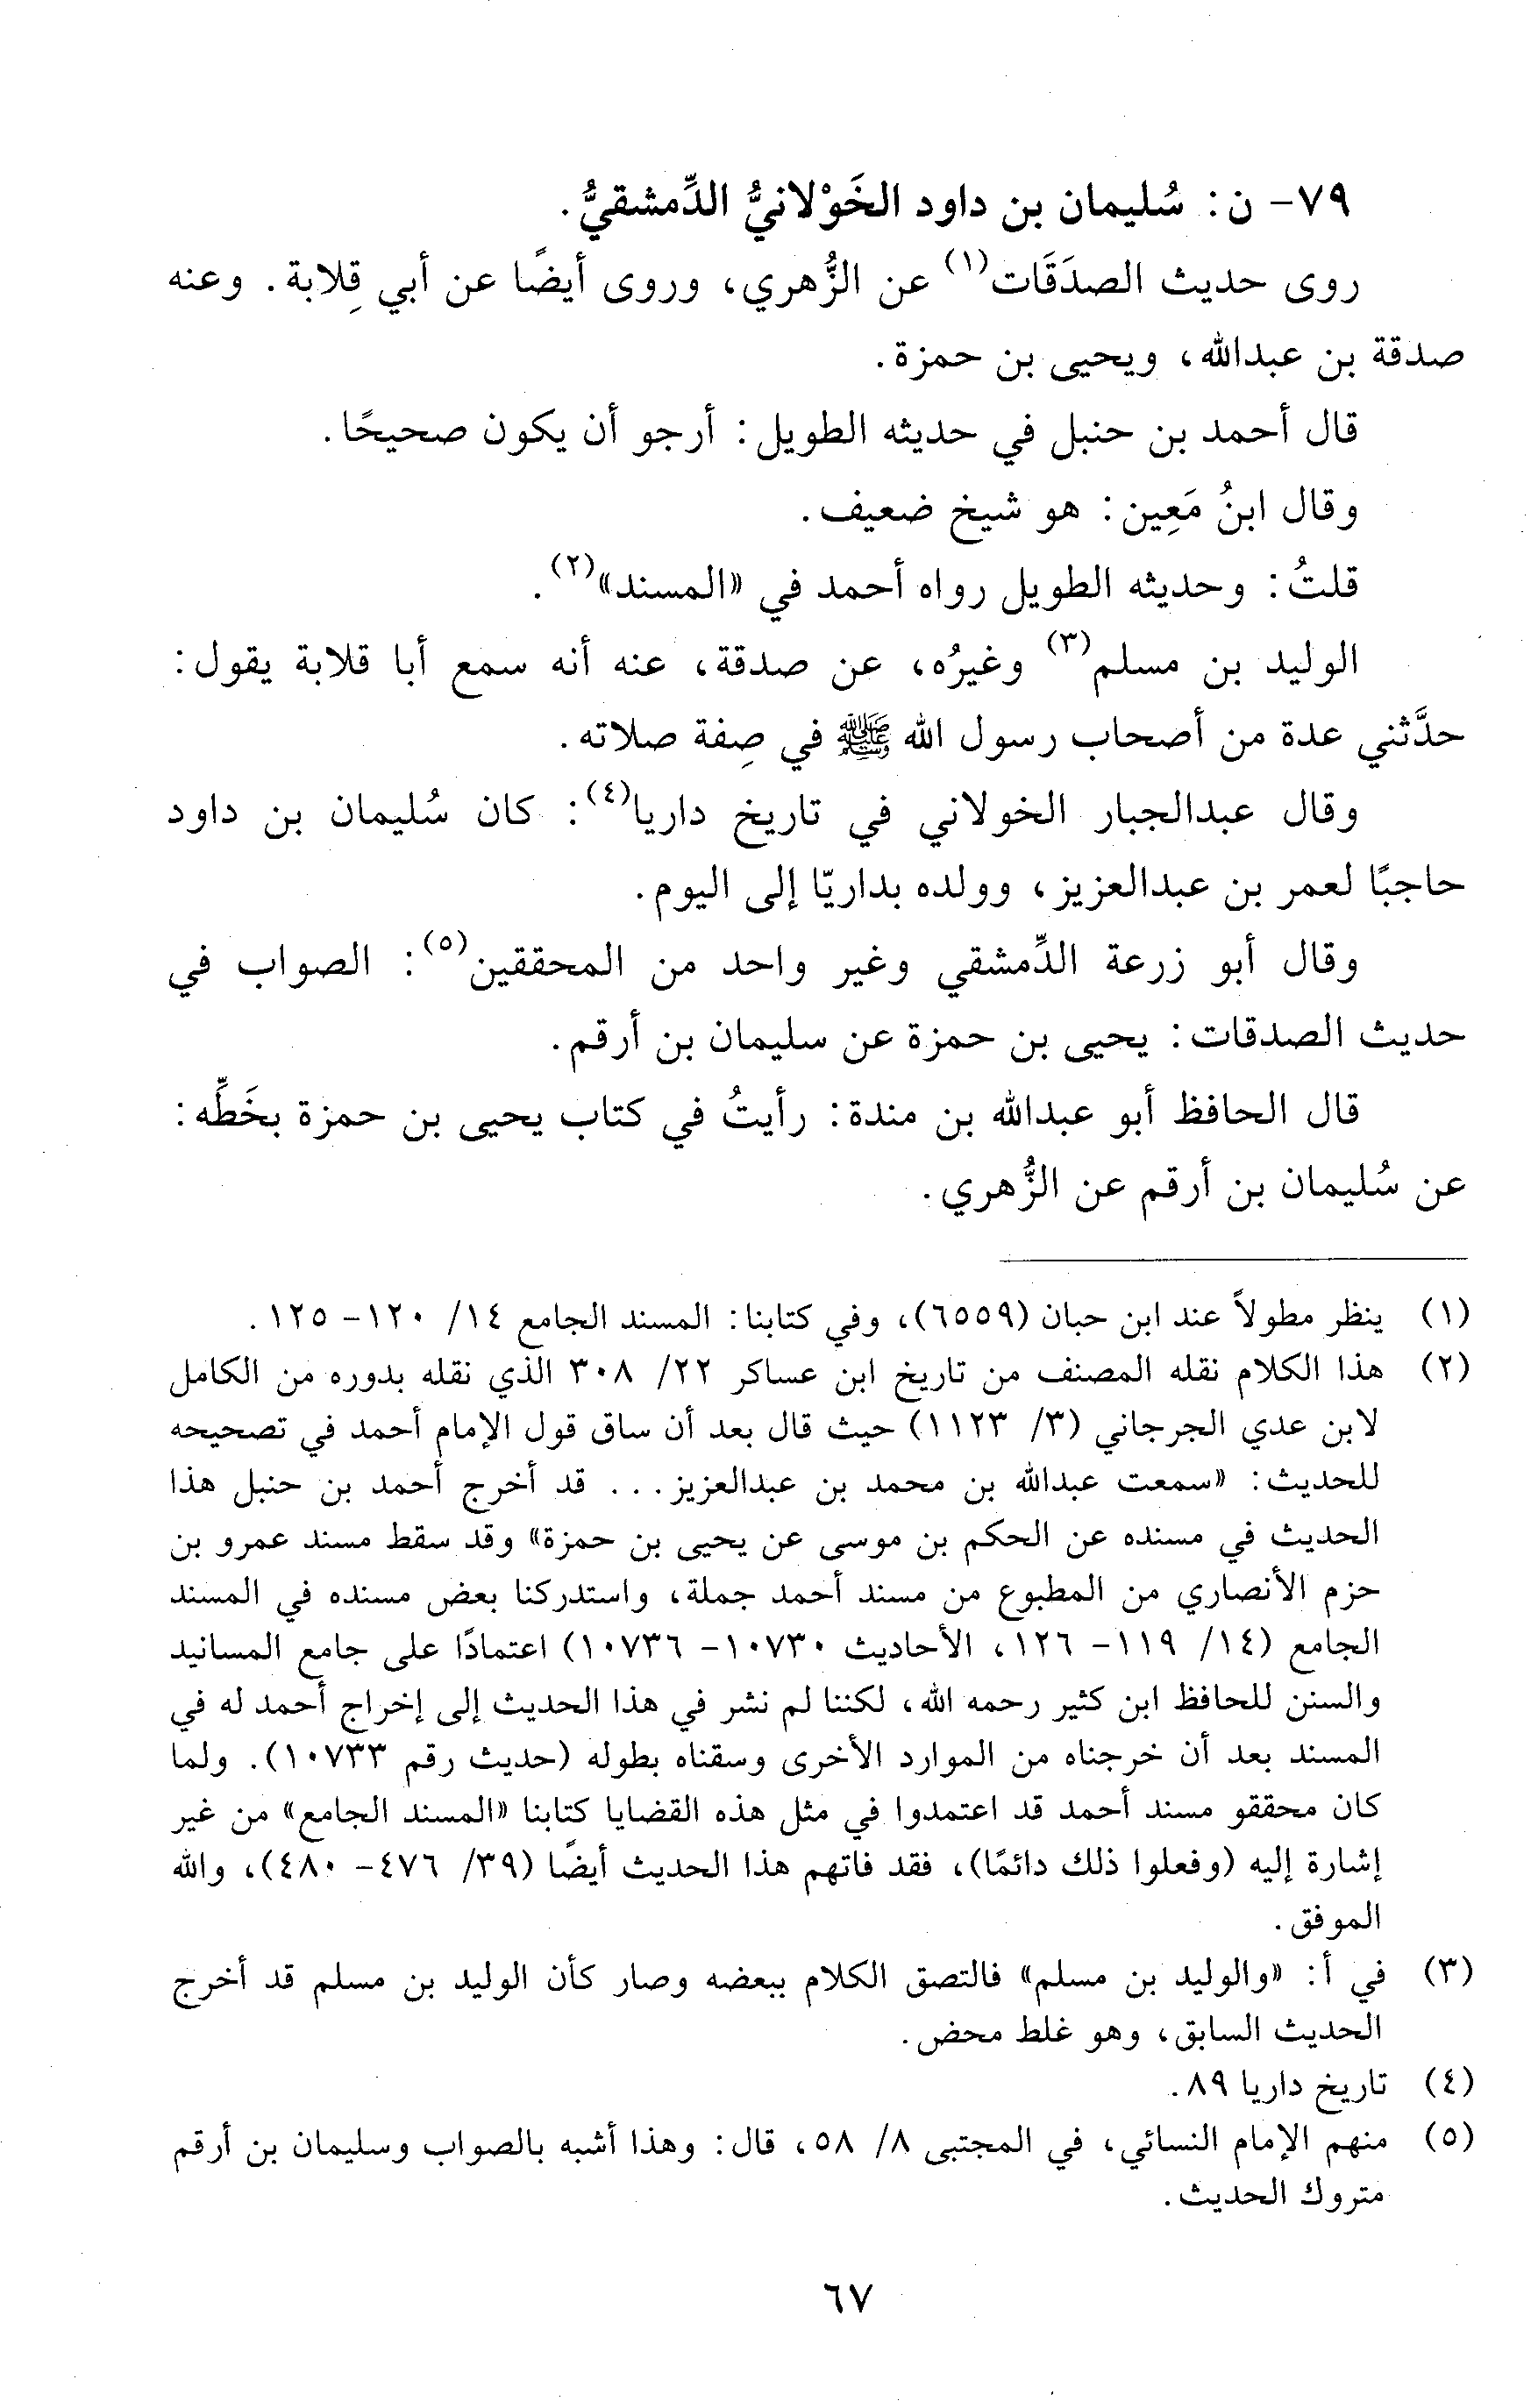 ٧٩- ن: سُليمان بن داود الخَوْلانيُّ الدِّمشقيُّ.
روى حديث الصدَقَات(١) عن الزُّهري، وروى أيضًا عن أبي قِلابة. وعنه
صدقة بن عبدالله، ويحيى بن حمزة.
قال أحمد بن حنبل في حديثه الطويل: أرجو أن يكون صحيحًا.
وقال ابنُ مَعِين: هو شيخ ضعيف.
قلتُ: وحديثه الطويل رواه أحمد في «المسند»(٢).
الوليد بن مسلم(٣) وغيرُه، عن صدقة، عنه أنه سمع أبا قلابة يقول:
حدَّثني عدة من أصحاب رسول الله ﷺ في صِفة صلاته.
وقال عبدالجبار الخولاني في تاريخ داريا(٤): كان سُليمان بن داود
حاجبًا لعمر بن عبدالعزيز، وولده بداريّا إلى اليوم.
وقال أبو زرعة الدِّمشقي وغير واحد من المحققين(٥): الصواب في
حديث الصدقات: يحيى بن حمزة عن سليمان بن أرقم.
قال الحافظ أبو عبدالله بن مندة: رأيتُ في كتاب يحيى بن حمزة بخَطِّه:
عن سُليمان بن أرقم عن الزُّهري.
(١) ينظر مطولاً عند ابن حبان (٦٥٥٩)، وفي كتابنا: المسند الجامع ١٤/ ١٢٠- ١٢٥.
(٢) هذا الكلام نقله المصنف من تاريخ ابن عساكر ٢٢/ ٣٠٨ الذي نقله بدوره من الكامل
لابن عدي الجرجاني (٣/ ١١٢٣) حيث قال بعد أن ساق قول الإمام أحمد في تصحيحه
للحديث: «سمعت عبدالله بن محمد بن عبدالعزيز... قد أخرج أحمد بن حنبل هذا
الحديث في مسنده عن الحكم بن موسى عن يحيى بن حمزة» وقد سقط مسند عمرو بن
حزم الأنصاري من المطبوع من مسند أحمد جملة، واستدركنا بعض مسنده في المسند
الجامع (١٤/ ١١٩- ١٢٦، الأحاديث ١٠٧٣٠- ١٠٧٣٦) اعتمادًا على جامع المسانيد
والسنن للحافظ ابن كثير رحمه الله، لكننا لم نشر في هذا الحديث إلى إخراج أحمد له في
المسند بعد أن خرجناه من الموارد الأخرى وسقناه بطوله (حديث رقم ١٠٧٣٣). ولما
كان محققو مسند أحمد قد اعتمدوا في مثل هذه القضايا كتابنا «المسند الجامع» من غير
إشارة إليه (وفعلوا ذلك دائمًا)، فقد فاتهم هذا الحديث أيضًا (٣٩/ ٤٧٦- ٤٨٠)، والله
الموفق.
(٣) في أ: «والوليد بن مسلم» فالتصق الكلام ببعضه وصار كأن الوليد بن مسلم قد أخرج
الحديث السابق، وهو غلط محض.
(٤) تاريخ داريا ٨٩.
(٥) منهم الإمام النسائي، في المجتبى ٨/ ٥٨، قال: وهذا أشبه بالصواب وسليمان بن أرقم
متروك الحديث.
٦٧